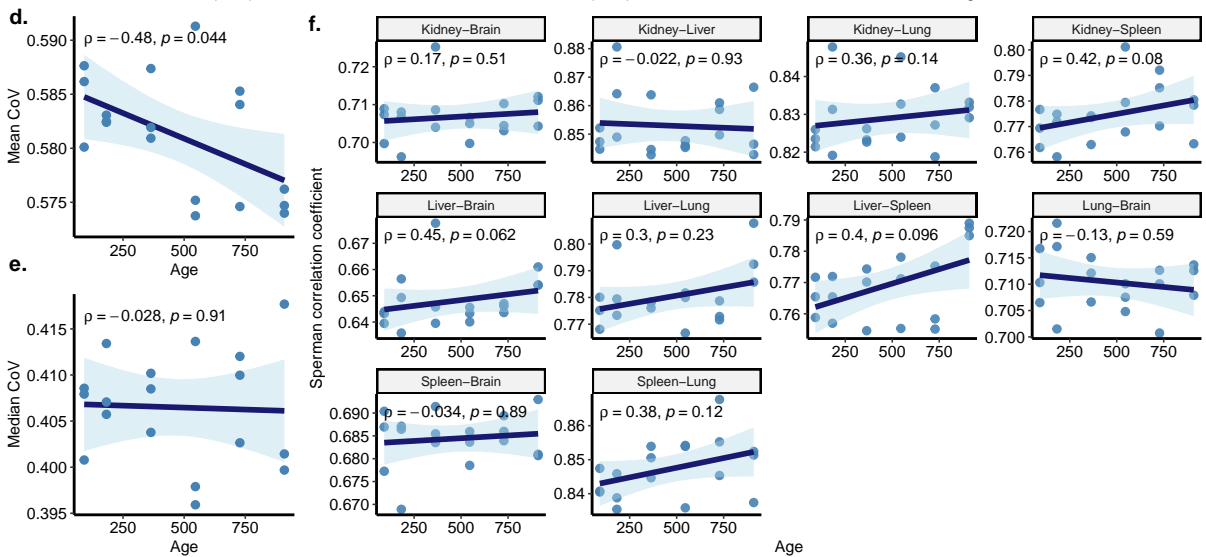 d.
0.590
0.585
0.580
0.575
ρ = −0.48, p = 0.044
Mean CoV
250 500 750
Age
e.
0.415
0.410
0.405
0.400
0.395
ρ = −0.028, p = 0.91
Median CoV
250 500 750
Age
f.
Sperman correlation coefficient
Kidney−Brain
ρ = 0.17, p = 0.51
0.72
0.71
0.70
250 500 750
Kidney−Liver
ρ = −0.022, p = 0.93
0.88
0.87
0.86
0.85
250 500 750
Kidney−Lung
ρ = 0.36, p = 0.14
0.84
0.83
0.82
250 500 750
Kidney−Spleen
ρ = 0.42, p = 0.08
0.80
0.79
0.78
0.77
0.76
250 500 750
Liver−Brain
ρ = 0.45, p = 0.062
0.67
0.66
0.65
0.64
250 500 750
Liver−Lung
ρ = 0.3, p = 0.23
0.80
0.79
0.78
0.77
250 500 750
Liver−Spleen
ρ = 0.4, p = 0.096
0.79
0.78
0.77
0.76
250 500 750
Lung−Brain
ρ = −0.13, p = 0.59
0.720
0.715
0.710
0.705
0.700
250 500 750
Spleen−Brain
ρ = −0.034, p = 0.89
0.690
0.685
0.680
0.675
0.670
250 500 750
Spleen−Lung
ρ = 0.38, p = 0.12
0.86
0.85
0.84
250 500 750
Age